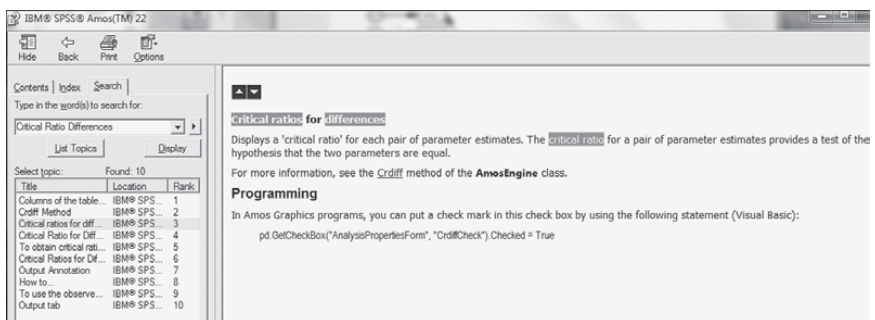 IBM® SPSS® Amos(TM) 22
Hide Back Print Options
Contents Index Search
Type in the word(s) to search for:
Critical Ratio Differences
List Topics Display
Select topic: Found: 10
Title Location Rank
Columns of the table... IBM® SPS... 1
Crdiff Method IBM® SPS... 2
Critical ratios for diff... IBM® SPS... 3
Critical Ratio for Diff... IBM® SPS... 4
To obtain critical rati... IBM® SPS... 5
Critical Ratios for Dif... IBM® SPS... 6
Output Annotation IBM® SPS... 7
How to... IBM® SPS... 8
To use the observe... IBM® SPS... 9
Output tab IBM® SPS... 10
Critical ratios for differences
Displays a 'critical ratio' for each pair of parameter estimates. The critical ratio for a pair of parameter estimates provides a test of the
hypothesis that the two parameters are equal.
For more information, see the Crdiff method of the AmosEngine class.
Programming
In Amos Graphics programs, you can put a check mark in this check box by using the following statement (Visual Basic):
pd.GetCheckBox("AnalysisPropertiesForm", "CrdiffCheck").Checked = True